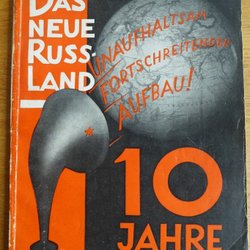 DAS
NEUE
RUSS-
LAND
UNAUFHALTSAM
FORTSCHREITENDER
AUFBAU!
10
JAHRE